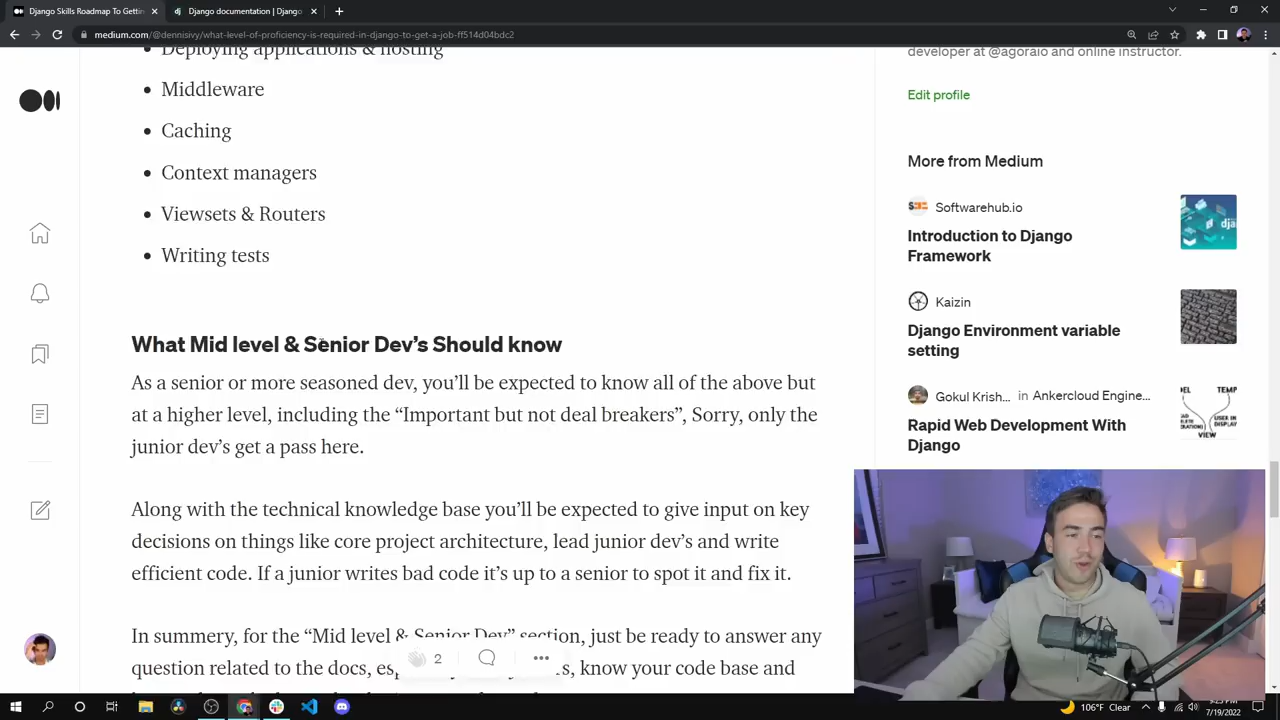 Django Skills Roadmap To Gettin
Django documentation | Django
medium.com/@dennisivy/what-level-of-proficiency-is-required-in-django-to-get-a-job-ff514d04bdc2
Deploying applications & hosting
Middleware
Caching
Context managers
Viewsets & Routers
Writing tests
What Mid level & Senior Dev's Should know
As a senior or more seasoned dev, you'll be expected to know all of the above but
at a higher level, including the “Important but not deal breakers”, Sorry, only the
junior dev's get a pass here.
Along with the technical knowledge base you'll be expected to give input on key
decisions on things like core project architecture, lead junior dev's and write
efficient code. If a junior writes bad code it's up to a senior to spot it and fix it.
In summery, for the “Mid level & Senior Dev” section, just be ready to answer any
question related to the docs, know your code base and
2
developer at @agoraio and online instructor.
Edit profile
More from Medium
Softwarehub.io
Introduction to Django
Framework
Kaizin
Django Environment variable
setting
Gokul Krish... in Ankercloud Engine...
Rapid Web Development With
Django
106°F Clear
7/19/2022